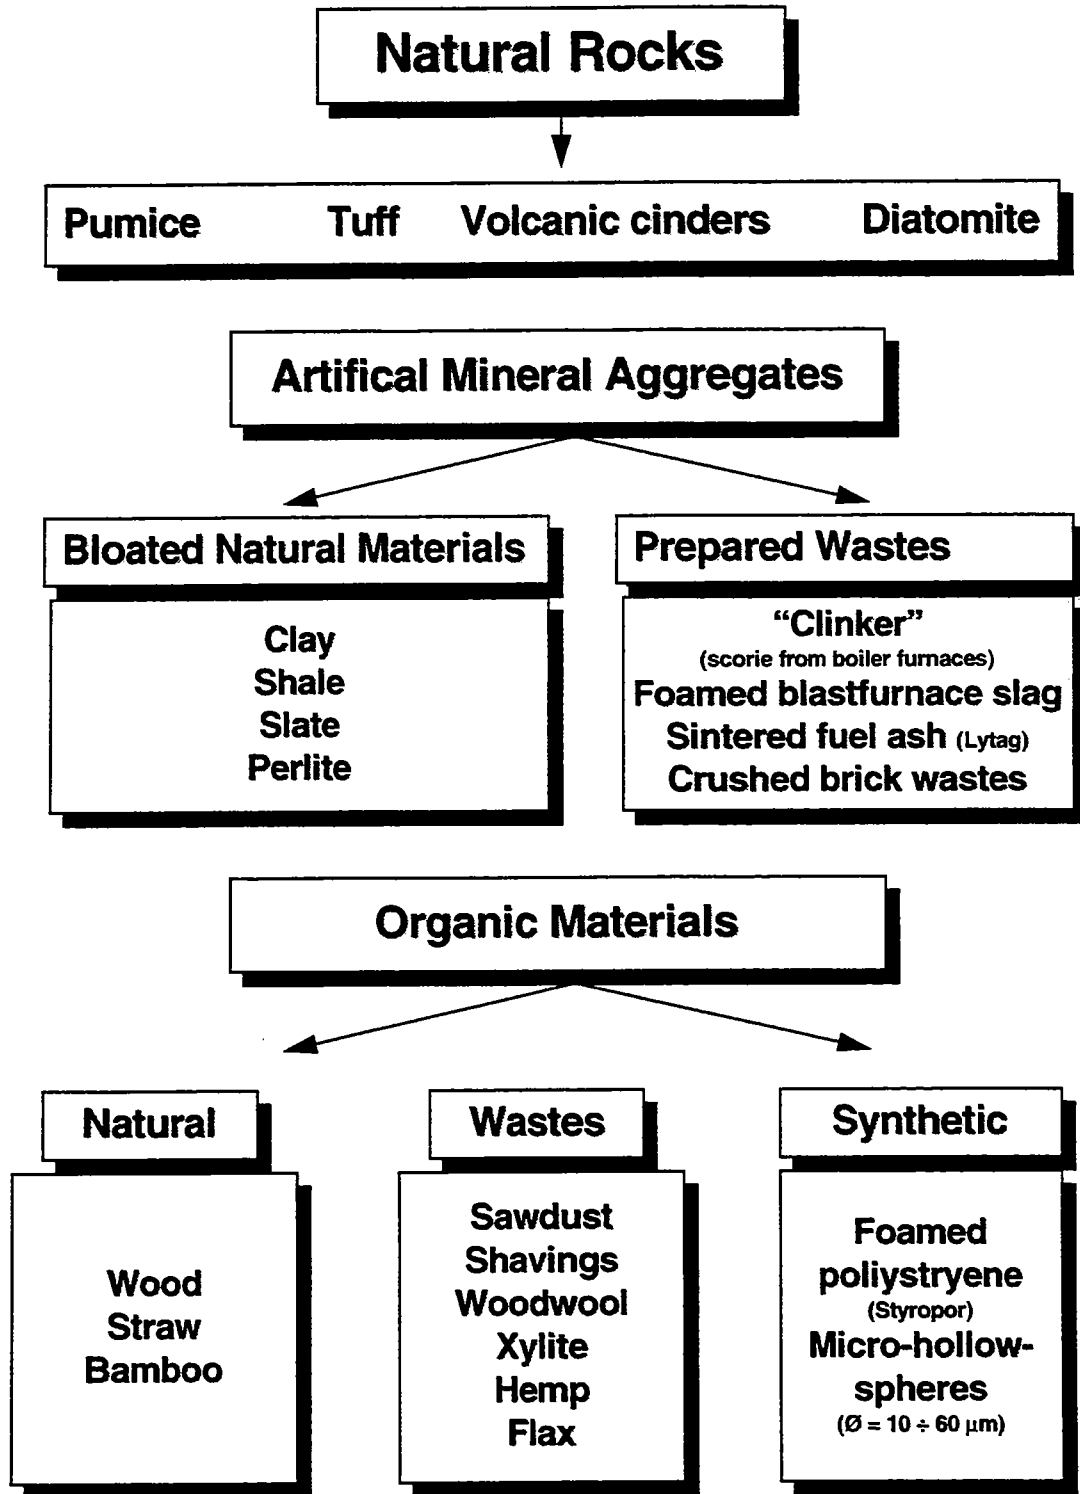 Natural Rocks
Pumice Tuff Volcanic cinders Diatomite
Artifical Mineral Aggregates
Bloated Natural Materials
Clay
Shale
Slate
Perlite
Prepared Wastes
“Clinker”
(scorie from boiler furnaces)
Foamed blastfurnace slag
Sintered fuel ash (Lytag)
Crushed brick wastes
Organic Materials
Natural
Wood
Straw
Bamboo
Wastes
Sawdust
Shavings
Woodwool
Xylite
Hemp
Flax
Synthetic
Foamed
poliystryene
(Styropor)
Micro-hollow-
spheres
(Ø = 10 ÷ 60 μm)